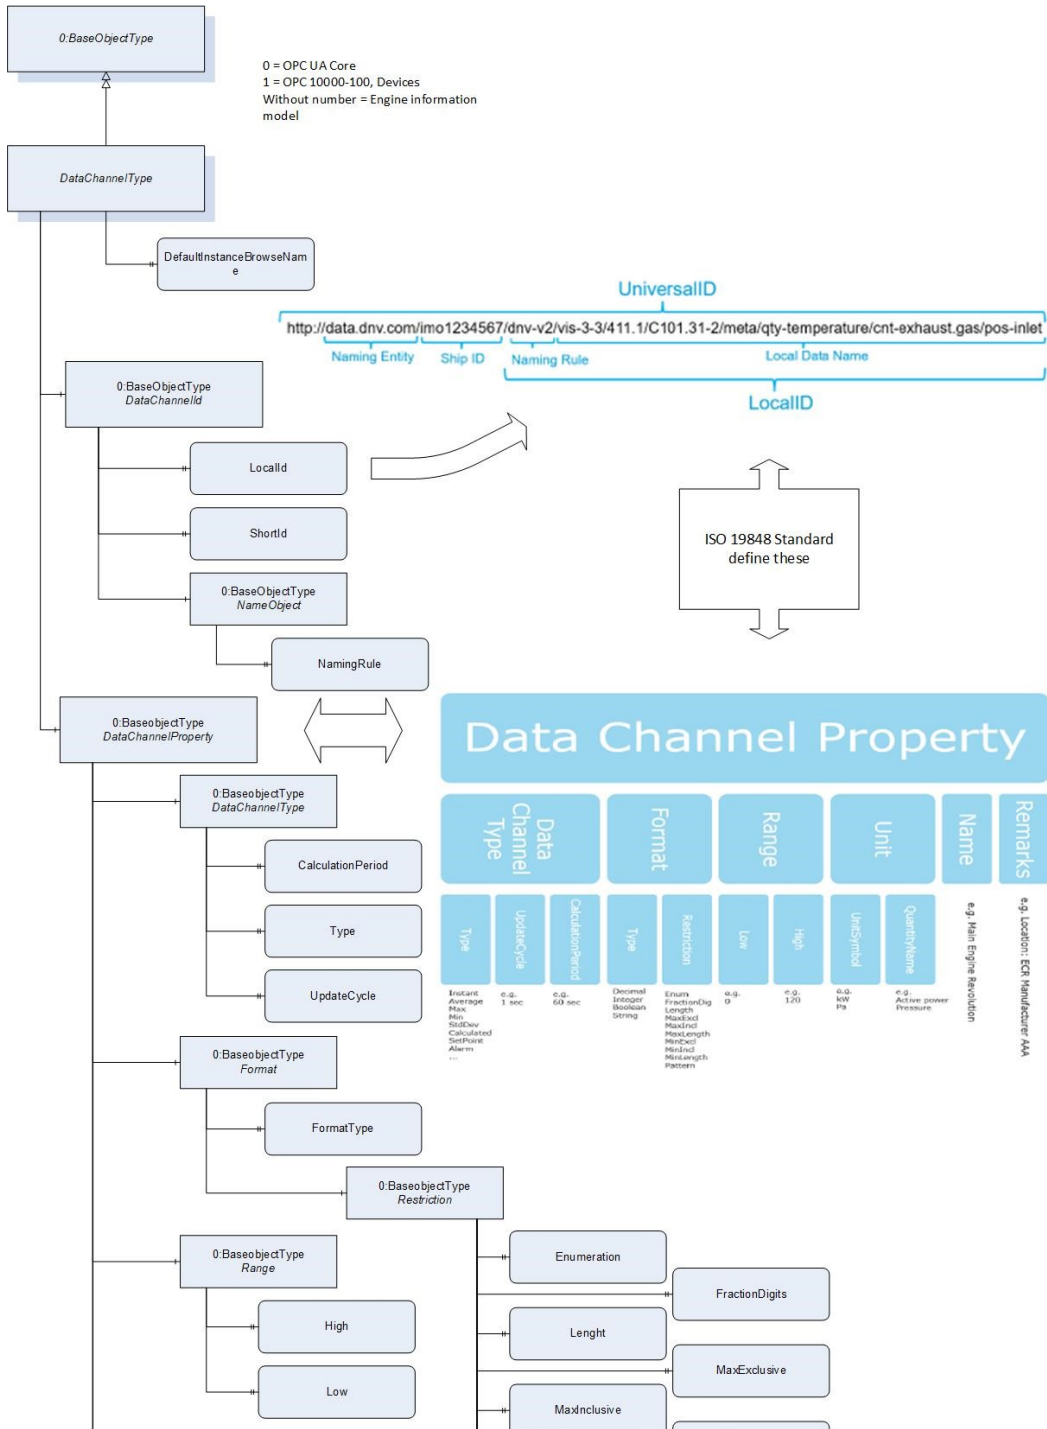 0:BaseObjectType
0 = OPC UA Core
1 = OPC 10000-100, Devices
Without number = Engine information
model
DataChannelType
DefaultInstanceBrowseNam
e
UniversalID
http://data.dnv.com/imo1234567/dnv-v2/vis-3-3/411.1/C101.31-2/meta/qty-temperature/cnt-exhaust.gas/pos-inlet
Naming Entity
Ship ID
Naming Rule
Local Data Name
LocalID
0:BaseObjectType
DataChannelId
LocalId
ShortId
0:BaseObjectType
NameObject
NamingRule
ISO 19848 Standard
define these
0:BaseobjectType
DataChannelProperty
Data Channel Property
0:BaseobjectType
DataChannelType
CalculationPeriod
Type
UpdateCycle
Data
Channel
Type
Format
Range
Unit
Name
Remarks
Type
UpdateCycle
CalculationPeriod
Type
Restriction
Low
High
UnitSymbol
QuantityName
e.g. Main Engine Revolution
e.g. Location: ECR Manufacturer AAA
Instant
Average
Max
Min
StdDev
Calculated
SetPoint
Alarm
...
e.g.
1 sec
e.g.
60 sec
Decimal
Integer
Boolean
String
Enum
FractionDig
Length
MaxExcl
MaxIncl
MaxLength
MinExcl
MinIncl
MinLength
Pattern
e.g.
0
e.g.
120
e.g.
kW
Pa
e.g.
Active power
Pressure
0:BaseobjectType
Format
FormatType
0:BaseobjectType
Restriction
0:BaseobjectType
Range
High
Low
Enumeration
FractionDigits
Lenght
MaxExclusive
MaxInclusive